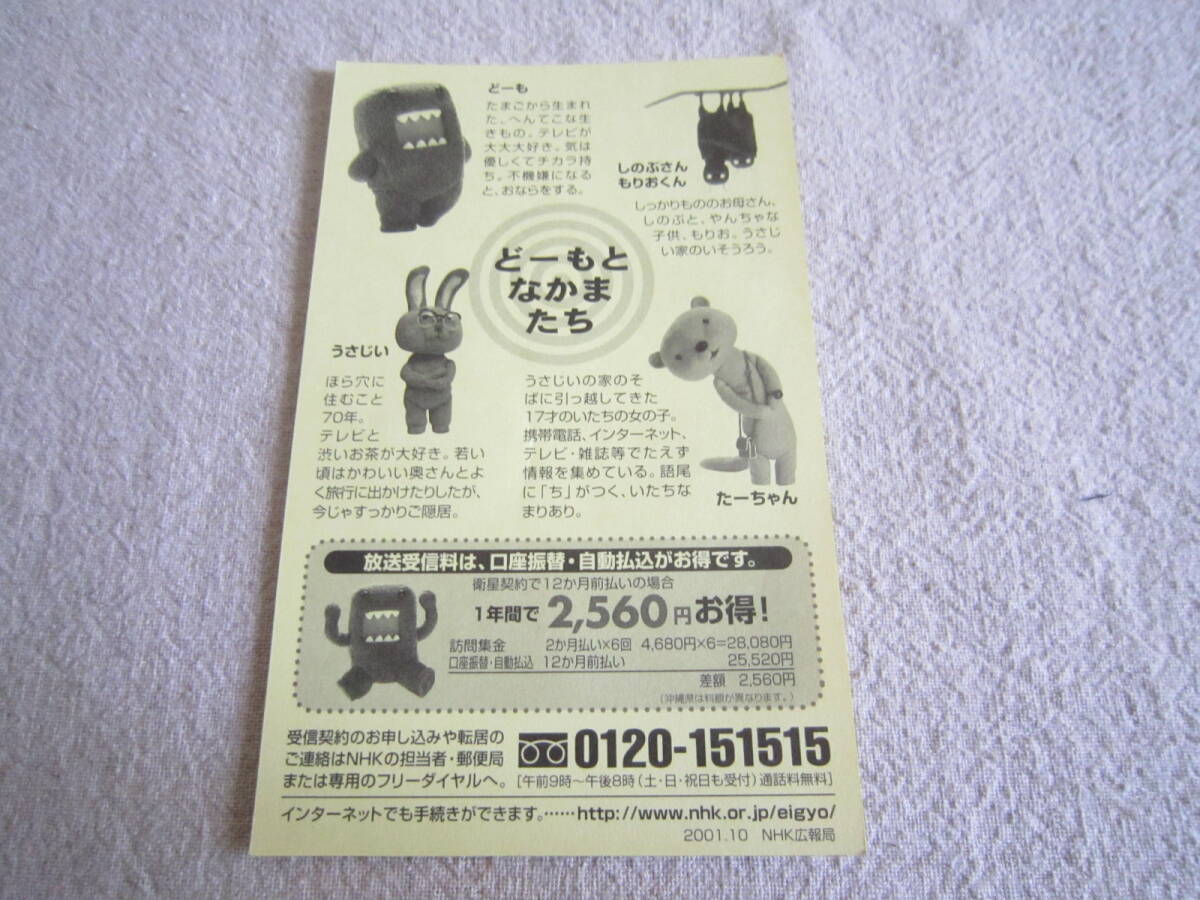 どーも
たまごから生まれ
た、へんてこな生
きもの。テレビが
大大大好き。気は
優しくてチカラ持
ち。不機嫌になる
と、おならをする。
しのぶさん
もりおくん
しっかりもののお母さん、
しのぶと、やんちゃな
子供、もりお。うさじ
い家のいそうろう。
どーもと
なかま
たち
うさじい
ほら穴に
住むこと
70年。
テレビと
渋いお茶が大好き。若い
頃はかわいい奥さんとよ
く旅行に出かけたりしたが、
今じゃすっかりご隠居。
うさじいの家のそ
ばに引っ越してきた
17才のいたちの女の子。
携帯電話、インターネット、
テレビ・雑誌等でたえず
情報を集めている。語尾
に「ち」がつく、いたちな
まりあり。
たーちゃん
放送受信料は、口座振替・自動払込がお得です。
衛星契約で12か月前払いの場合
1年間で2,560円お得!
訪問集金 2か月払い×6回 4,680円×6=28,080円
口座振替・自動払込 12か月前払い 25,520円
差額 2,560円
(沖縄県は料額が異なります。)
受信契約のお申し込みや転居の
ご連絡はNHKの担当者・郵便局
または専用のフリーダイヤルへ。
0120-151515
[午前9時～午後8時(土・日・祝日も受付)通話料無料]
インターネットでも手続きができます。……http://www.nhk.or.jp/eigyo/
2001.10 NHK広報局